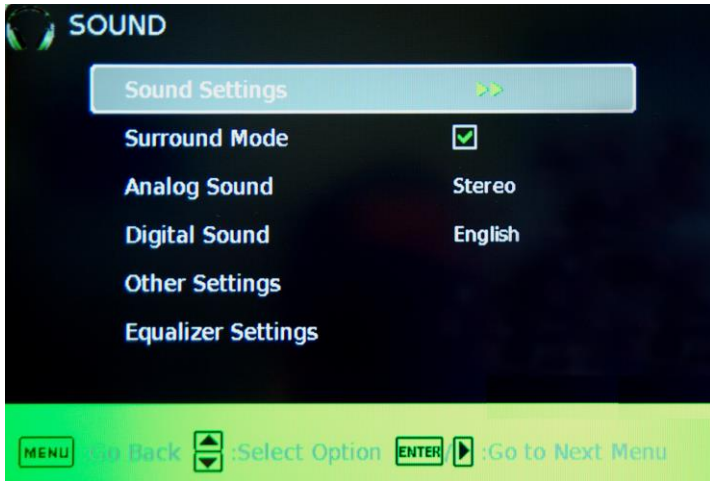 SOUND
Sound Settings
Surround Mode
Analog Sound Stereo
Digital Sound English
Other Settings
Equalizer Settings
MENU :Go Back :Select Option ENTER / :Go to Next Menu